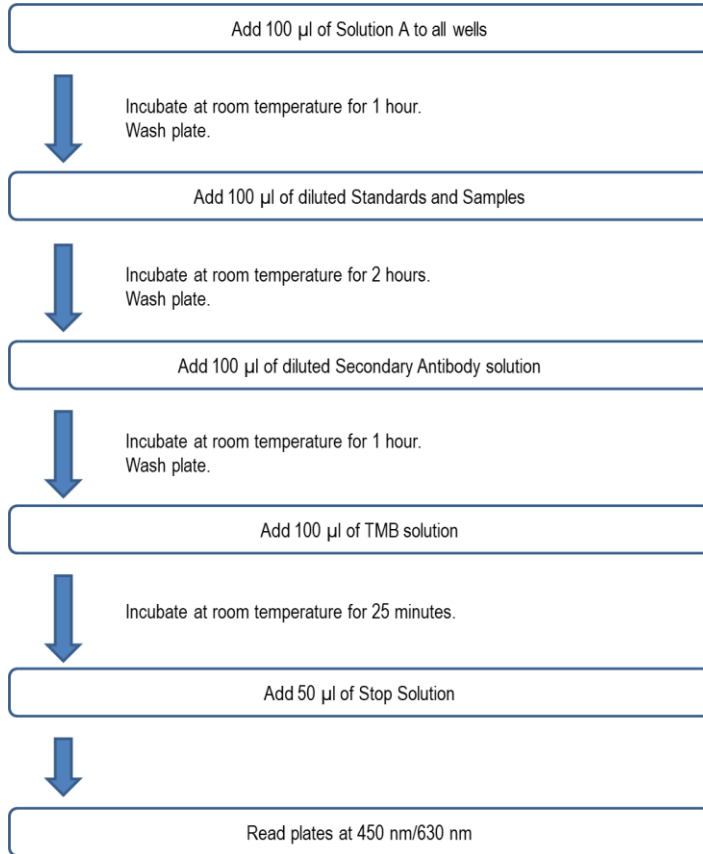 Add 100 µl of Solution A to all wells
Incubate at room temperature for 1 hour.
Wash plate.
Add 100 µl of diluted Standards and Samples
Incubate at room temperature for 2 hours.
Wash plate.
Add 100 µl of diluted Secondary Antibody solution
Incubate at room temperature for 1 hour.
Wash plate.
Add 100 µl of TMB solution
Incubate at room temperature for 25 minutes.
Add 50 µl of Stop Solution
Read plates at 450 nm/630 nm